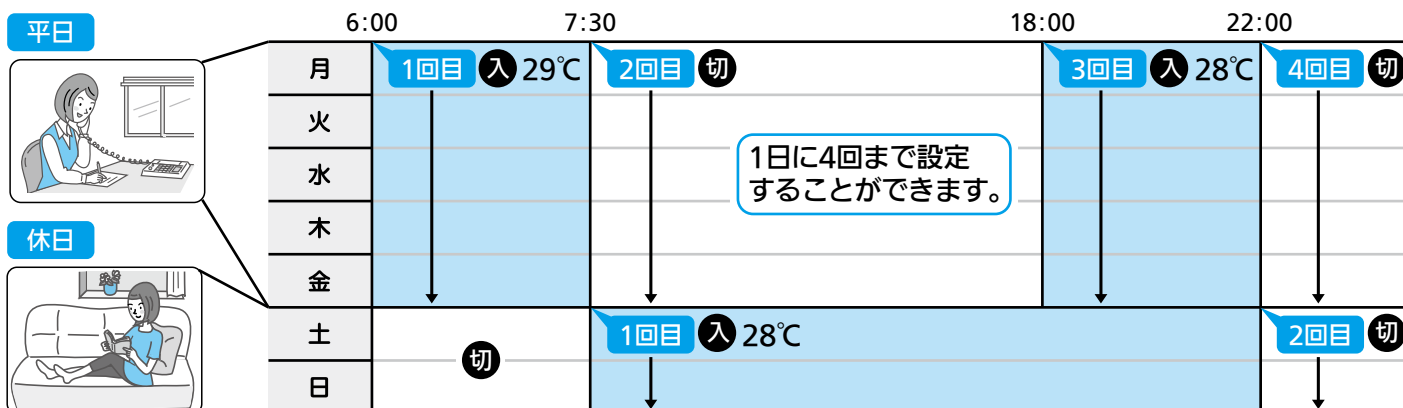 平日
6:00 7:30 18:00 22:00
月 1回目 入 29℃ 2回目 切 3回目 入 28℃ 4回目 切
火
水
木
金
1日に4回まで設定
することができます。
休日
土 1回目 入 28℃ 2回目 切
切
日